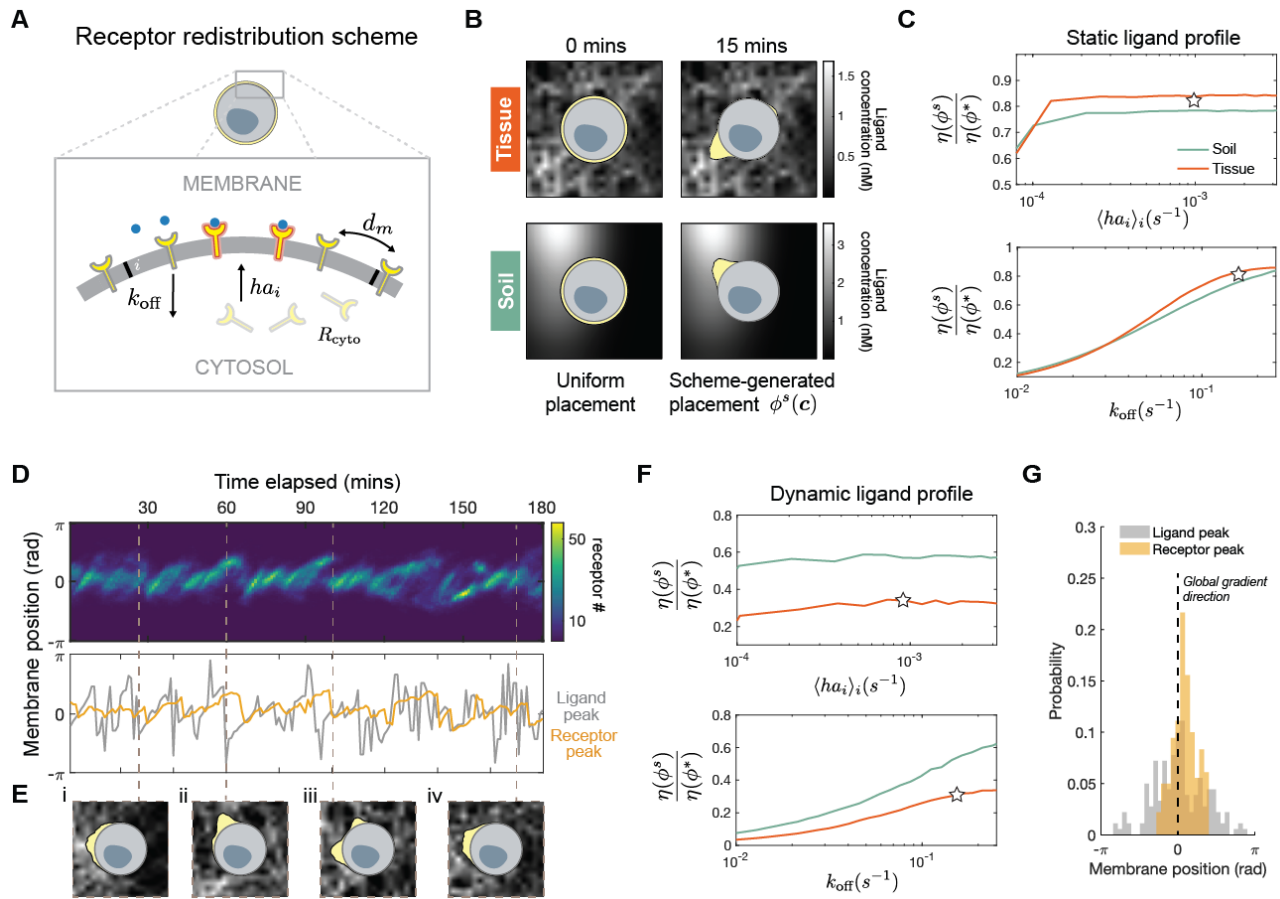 A
Receptor redistribution scheme
MEMBRANE
d_m
i
k_off
ha_i
R_cyto
CYTOSOL
B
0 mins
15 mins
Tissue
1.5
1
0.5
Ligand
concentration (nM)
Soil
3
2
1
Ligand
concentration (nM)
Uniform
placement
Scheme-generated
placement ϕ^s(c)
C
Static ligand profile
η(ϕ^s)
η(ϕ*)
0.9
0.8
0.7
0.6
0.5
Soil
Tissue
10^-4
10^-3
⟨ha_i⟩_i(s^-1)
η(ϕ^s)
η(ϕ*)
1
0.8
0.6
0.4
0.2
10^-2
10^-1
k_off(s^-1)
D
Time elapsed (mins)
30
60
90
120
150
180
Membrane position (rad)
π
0
-π
50
10
receptor #
π
0
-π
Ligand
peak
Receptor
peak
E
i
ii
iii
iv
F
Dynamic ligand profile
η(ϕ^s)
η(ϕ*)
0.8
0.6
0.4
0.2
10^-4
10^-3
⟨ha_i⟩_i(s^-1)
η(ϕ^s)
η(ϕ*)
0.8
0.6
0.4
0.2
0
10^-2
10^-1
k_off(s^-1)
G
Ligand peak
Receptor peak
Global gradient
direction
Probability
0.3
0.25
0.2
0.15
0.1
0.05
0
-π
0
π
Membrane position (rad)